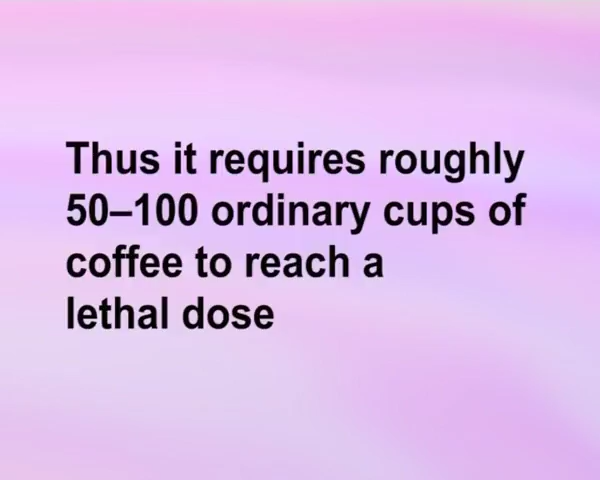 Thus it requires roughly
50–100 ordinary cups of
coffee to reach a
lethal dose